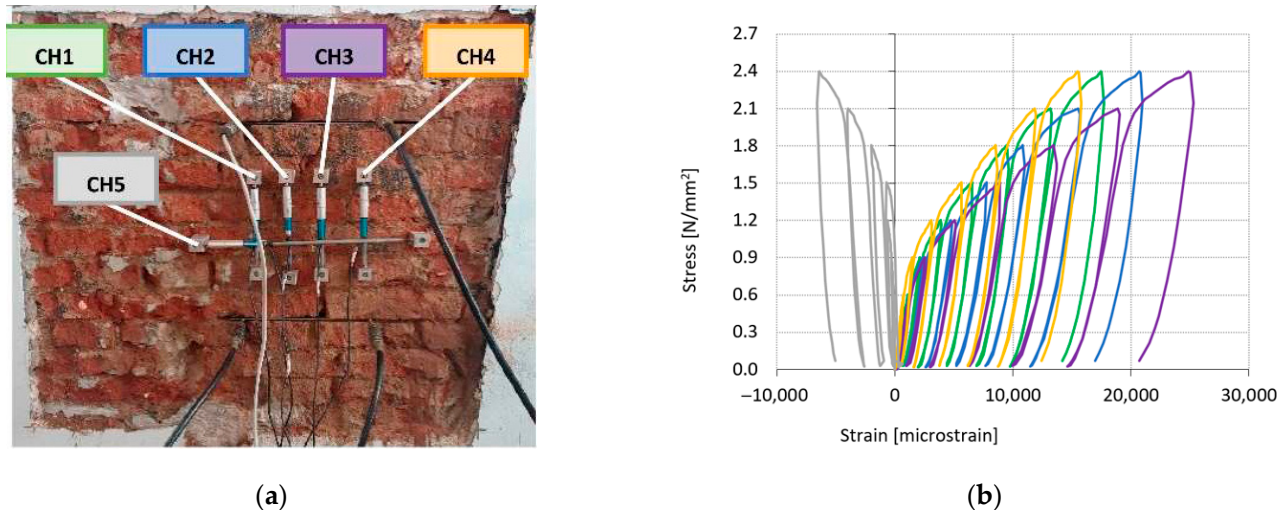 CH1 CH2 CH3 CH4
CH5
(a)
Stress [N/mm²]
2.7
2.4
2.1
1.8
1.5
1.2
0.9
0.6
0.3
0.0
−10,000 0 10,000 20,000 30,000
Strain [microstrain]
(b)